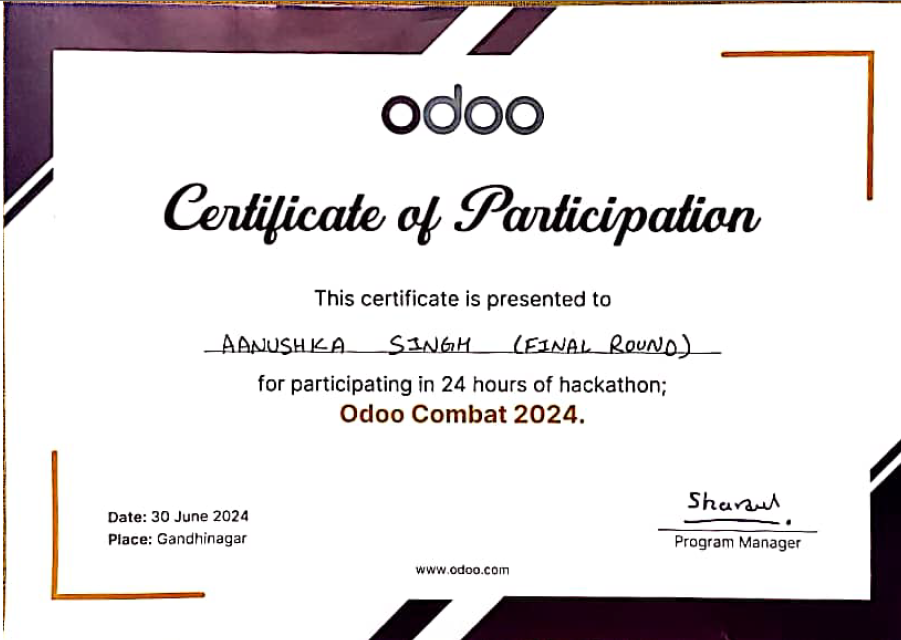 odoo
Certificate of Participation
This certificate is presented to
AANUSHKA SINGH (FINAL ROUND)
for participating in 24 hours of hackathon;
Odoo Combat 2024.
Date: 30 June 2024
Place: Gandhinagar
Program Manager
www.odoo.com